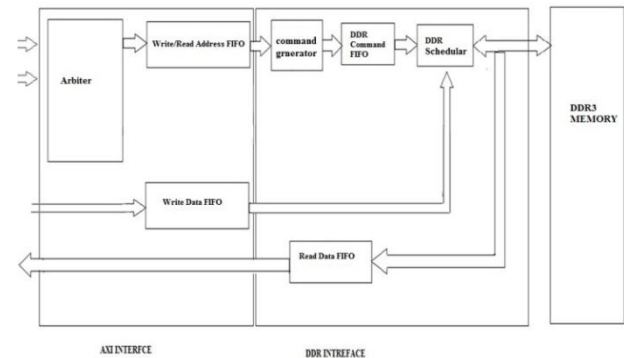 Arbiter
Write/Read Address FIFO
command
grnerator
DDR
Command
FIFO
DDR
Schedular
DDR3
MEMORY
Write Data FIFO
Read Data FIFO
AXI INTERFCE
DDR INTREFACE